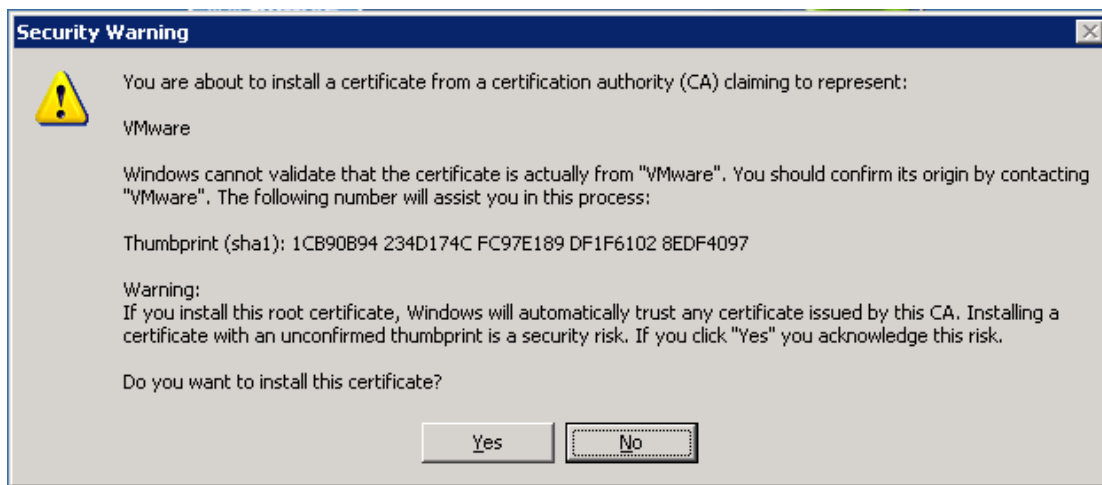 Security Warning
You are about to install a certificate from a certification authority (CA) claiming to represent:
VMware
Windows cannot validate that the certificate is actually from "VMware". You should confirm its origin by contacting
"VMware". The following number will assist you in this process:
Thumbprint (sha1): 1CB90B94 234D174C FC97E189 DF1F6102 8EDF4097
Warning:
If you install this root certificate, Windows will automatically trust any certificate issued by this CA. Installing a
certificate with an unconfirmed thumbprint is a security risk. If you click "Yes" you acknowledge this risk.
Do you want to install this certificate?
Yes
No